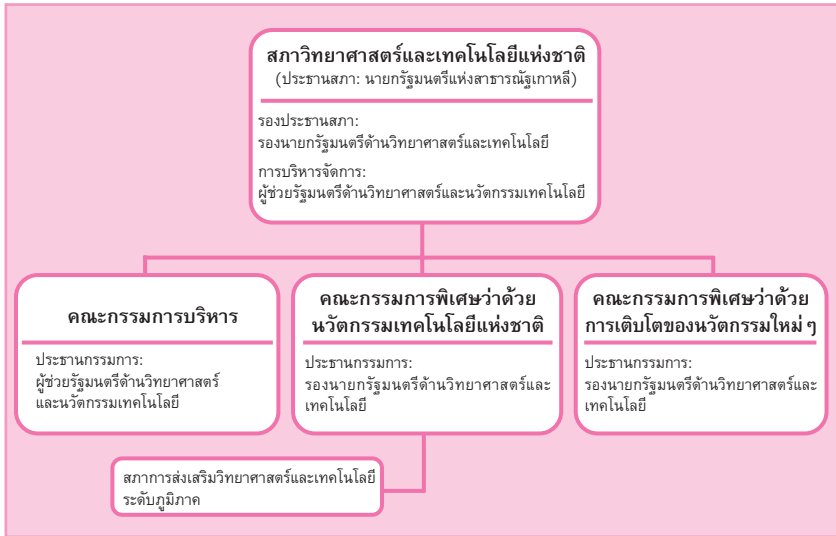 สภาวิทยาศาสตร์และเทคโนโลยีแห่งชาติ
(ประธานสภา: นายกรัฐมนตรีแห่งสาธารณัฐเกาหลี)
รองประธานสภา:
รองนายกรัฐมนตรีด้านวิทยาศาสตร์และเทคโนโลยี
การบริหารจัดการ:
ผู้ช่วยรัฐมนตรีด้านวิทยาศาสตร์และนวัตกรรมเทคโนโลยี
คณะกรรมการบริหาร
ประธานกรรมการ:
ผู้ช่วยรัฐมนตรีด้านวิทยาศาสตร์
และนวัตกรรมเทคโนโลยี
คณะกรรมการพิเศษว่าด้วย
นวัตกรรมเทคโนโลยีแห่งชาติ
ประธานกรรมการ:
รองนายกรัฐมนตรีด้านวิทยาศาสตร์และ
เทคโนโลยี
คณะกรรมการพิเศษว่าด้วย
การเติบโตของนวัตกรรมใหม่ๆ
ประธานกรรมการ:
รองนายกรัฐมนตรีด้านวิทยาศาสตร์และ
เทคโนโลยี
สภาการส่งเสริมวิทยาศาสตร์และเทคโนโลยี
ระดับภูมิภาค